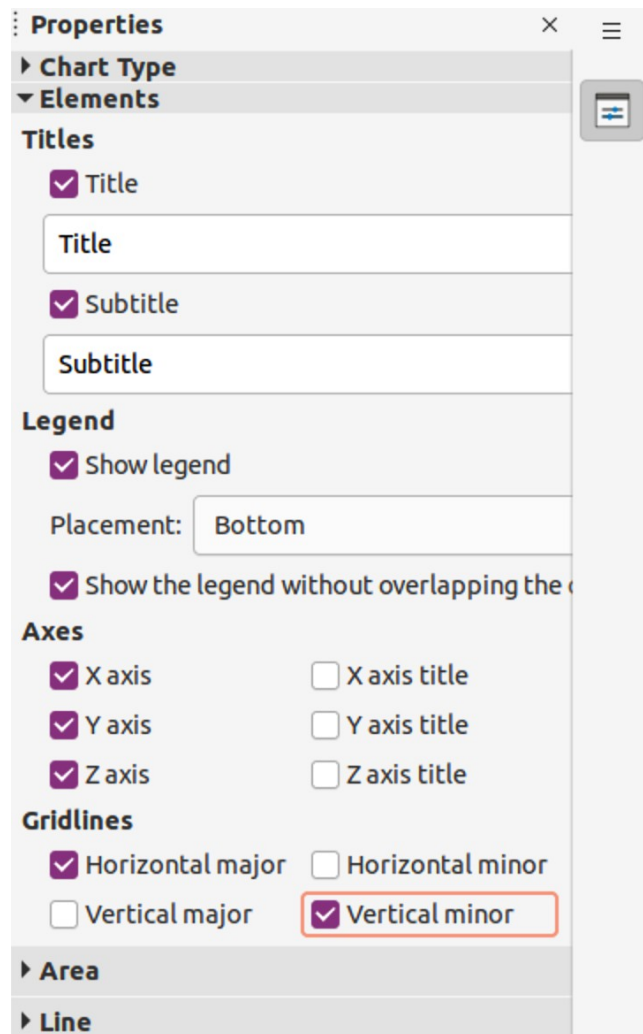 Properties
Chart Type
Elements
Titles
Title
Title
Subtitle
Subtitle
Legend
Show legend
Placement: Bottom
Show the legend without overlapping the
Axes
X axis X axis title
Y axis Y axis title
Z axis Z axis title
Gridlines
Horizontal major Horizontal minor
Vertical major Vertical minor
Area
Line